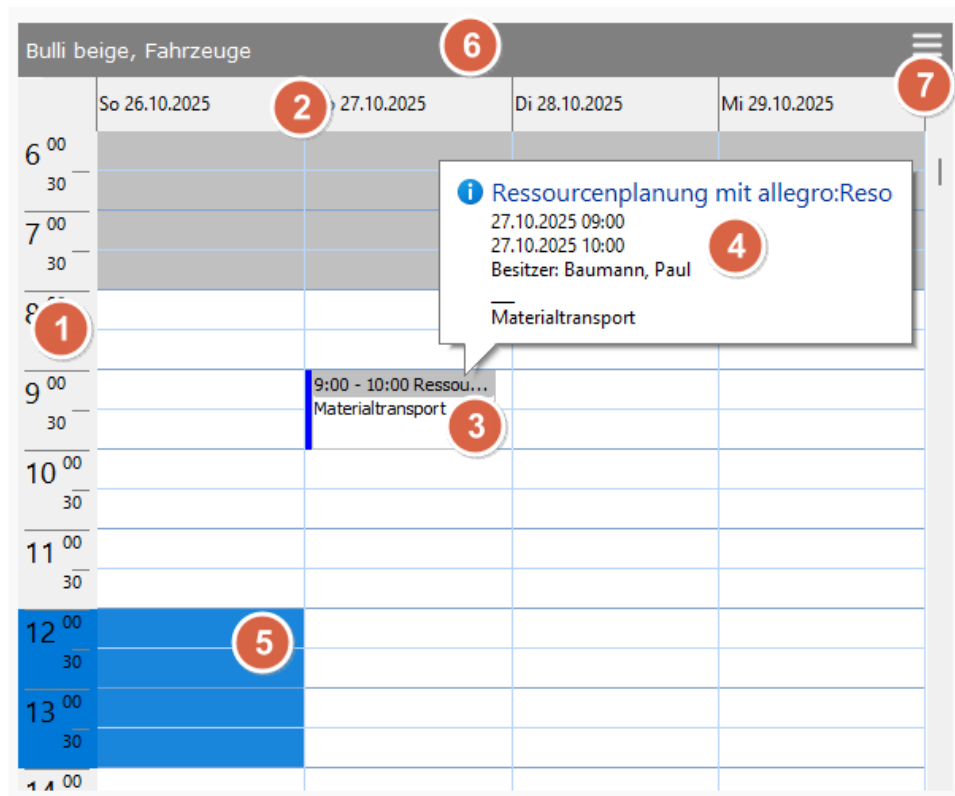 Bulli beige, Fahrzeuge
6
7
So 26.10.2025
2
27.10.2025
Di 28.10.2025
Mi 29.10.2025
6 00
30
7 00
30
Ressourcenplanung mit allegro:Reso
27.10.2025 09:00
27.10.2025 10:00
Besitzer: Baumann, Paul
Materialtransport
4
8
1
9 00
30
9:00 - 10:00 Ressou...
Materialtransport
3
10 00
30
11 00
30
12 00
30
5
13 00
30
14 00